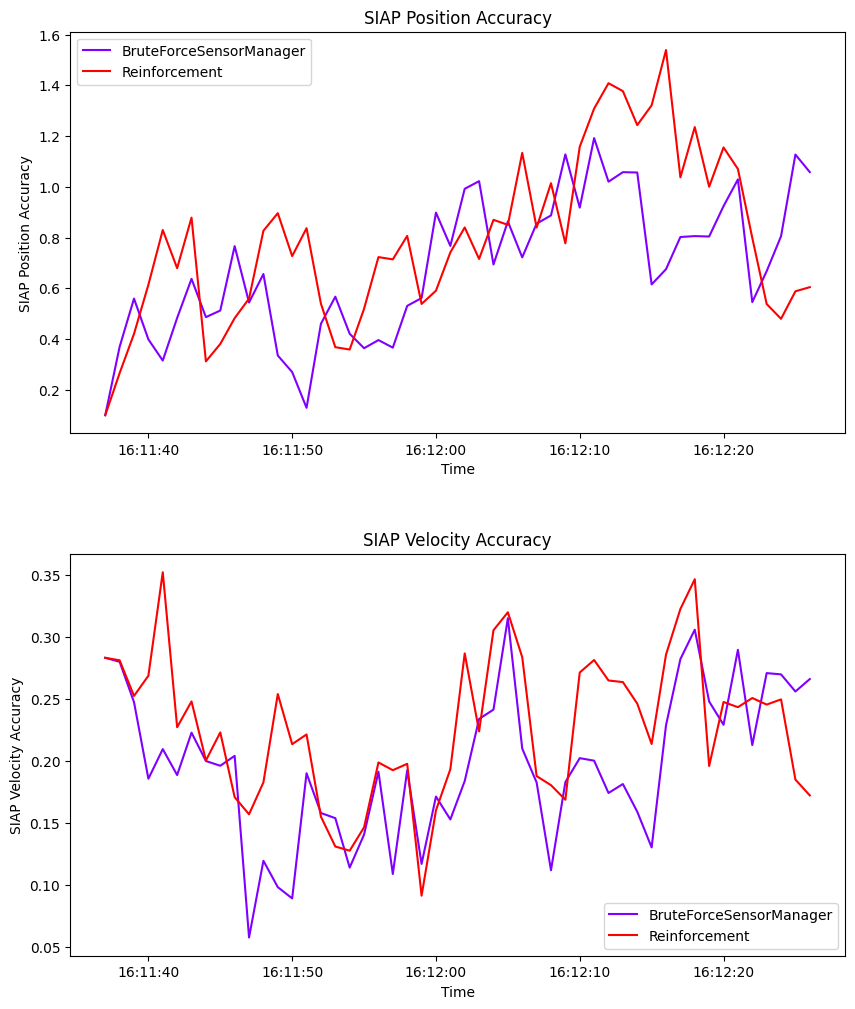 SIAP Position Accuracy
BruteForceSensorManager
Reinforcement
SIAP Position Accuracy
1.6
1.4
1.2
1.0
0.8
0.6
0.4
0.2
16:11:40
16:11:50
16:12:00
16:12:10
16:12:20
Time
SIAP Velocity Accuracy
SIAP Velocity Accuracy
0.35
0.30
0.25
0.20
0.15
0.10
0.05
BruteForceSensorManager
Reinforcement
16:11:40
16:11:50
16:12:00
16:12:10
16:12:20
Time